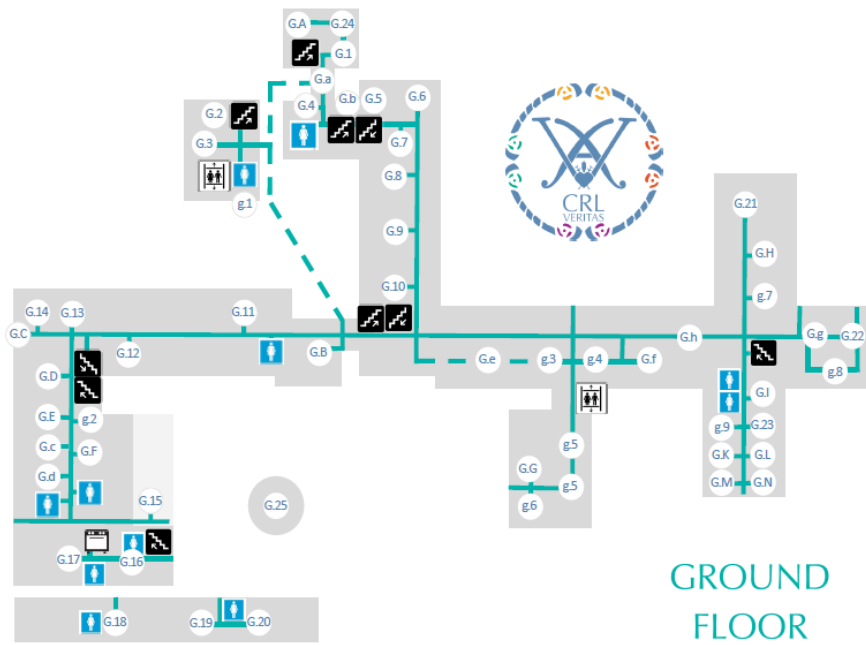 G.A G.24
G.1
G.a
G.2
G.4 G.b G.5 G.6
G.3
G.7
G.8
g.1
CRL
VERITAS
G.21
G.9
G.H
G.10
g.7
G.14 G.13 G.11
G.C
G.12 G.B
G.h G.g G.22
G.e g.3 g.4 G.f
g.8
G.D
G.I
G.E g.2
g.9 G.23
G.c G.F
g.5
G.K G.L
G.d
G.G
g.5
G.M G.N
G.15
G.25
g.6
G.17 G.16
GROUND
FLOOR
G.18 G.19 G.20